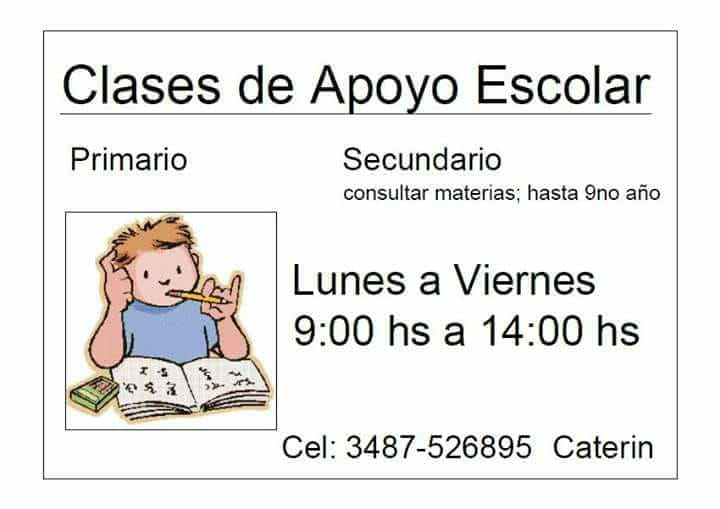 Clases de Apoyo Escolar
Primario
Secundario
consultar materias; hasta 9no año
Lunes a Viernes
9:00 hs a 14:00 hs
Cel: 3487-526895 Caterin